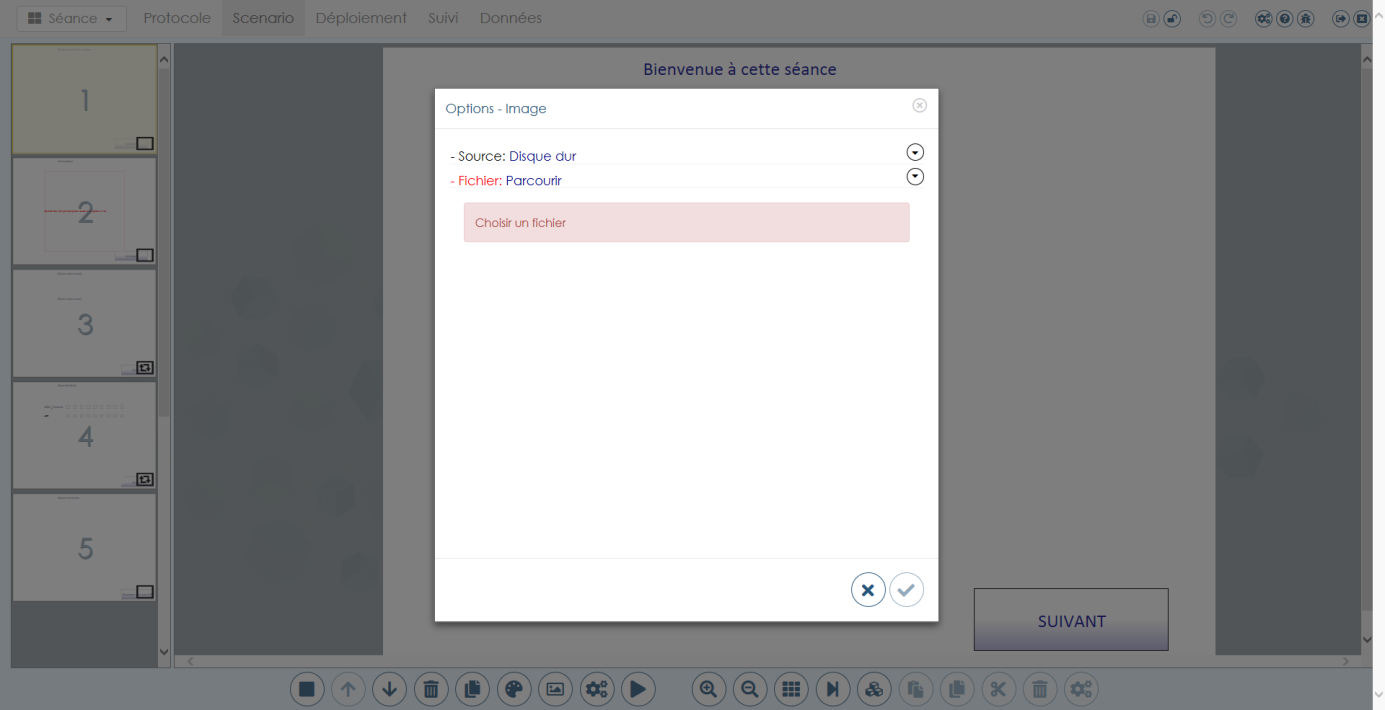 Séance Protocole Scenario Déploiement Suivi Données
1
2
3
4
5
Bienvenue à cette séance
Options - Image
- Source: Disque dur
- Fichier: Parcourir
Choisir un fichier
SUIVANT